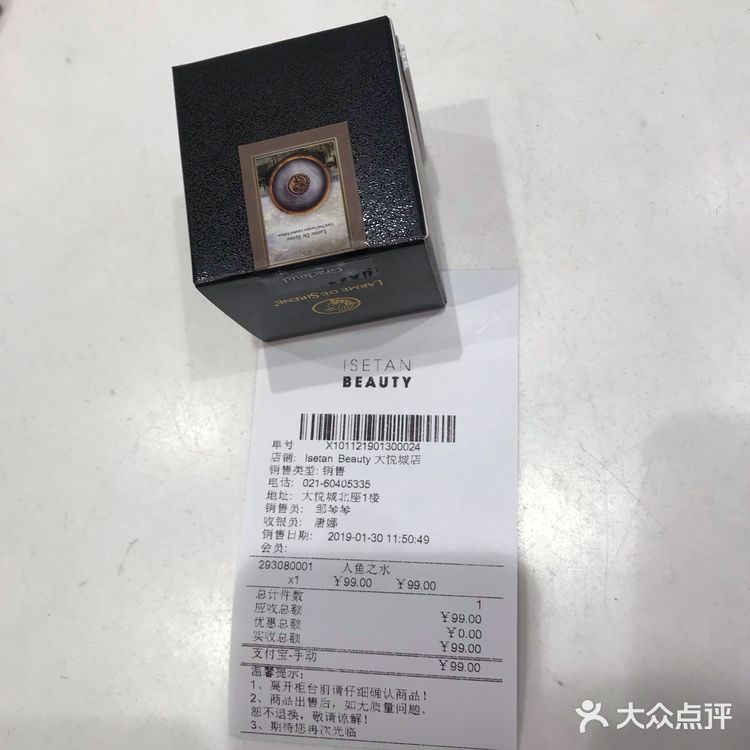 LARME DE SIRENE
Larme De Sirène
ISETAN
BEAUTY
单号 X101121901300024
店铺: Isetan Beauty 大悦城店
销售类型: 销售
电话: 021-60405335
地址: 大悦城北座1楼
销售员: 邹琴琴
收银员: 唐娜
销售日期: 2019-01-30 11:50:49
会员:
293080001 人鱼之水
x1 ￥99.00 ￥99.00
总计件数 1
应收总额 ￥99.00
优惠总额 ￥0.00
实收总额 ￥99.00
支付宝-手动 ￥99.00
温馨提示:
1、离开柜台前请仔细确认商品!
2、商品出售后,如无质量问题,
恕不退换,敬请谅解!
3、期待您再次光临
大众点评